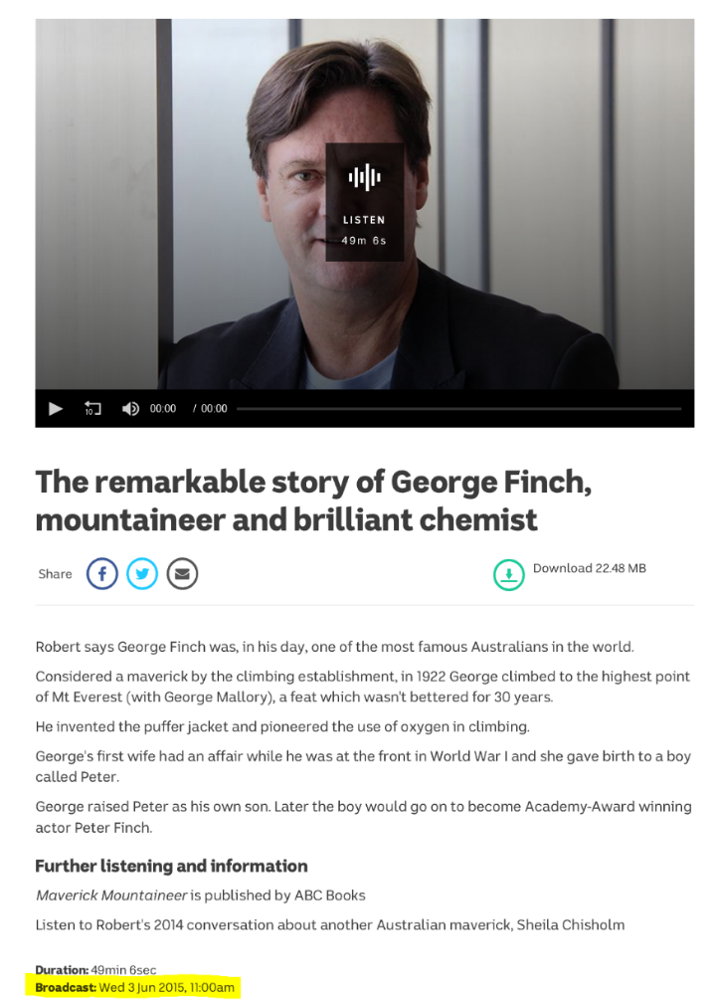 LISTEN
49m 6s
10
00:00 / 00:00
The remarkable story of George Finch,
mountaineer and brilliant chemist
Share
f
Download 22.48 MB
Robert says George Finch was, in his day, one of the most famous Australians in the world.
Considered a maverick by the climbing establishment, in 1922 George climbed to the highest point
of Mt Everest (with George Mallory), a feat which wasn't bettered for 30 years.
He invented the puffer jacket and pioneered the use of oxygen in climbing.
George's first wife had an affair while he was at the front in World War I and she gave birth to a boy
called Peter.
George raised Peter as his own son. Later the boy would go on to become Academy-Award winning
actor Peter Finch.
Further listening and information
Maverick Mountaineer is published by ABC Books
Listen to Robert's 2014 conversation about another Australian maverick, Sheila Chisholm
Duration: 49min 6sec
Broadcast: Wed 3 Jun 2015, 11:00am